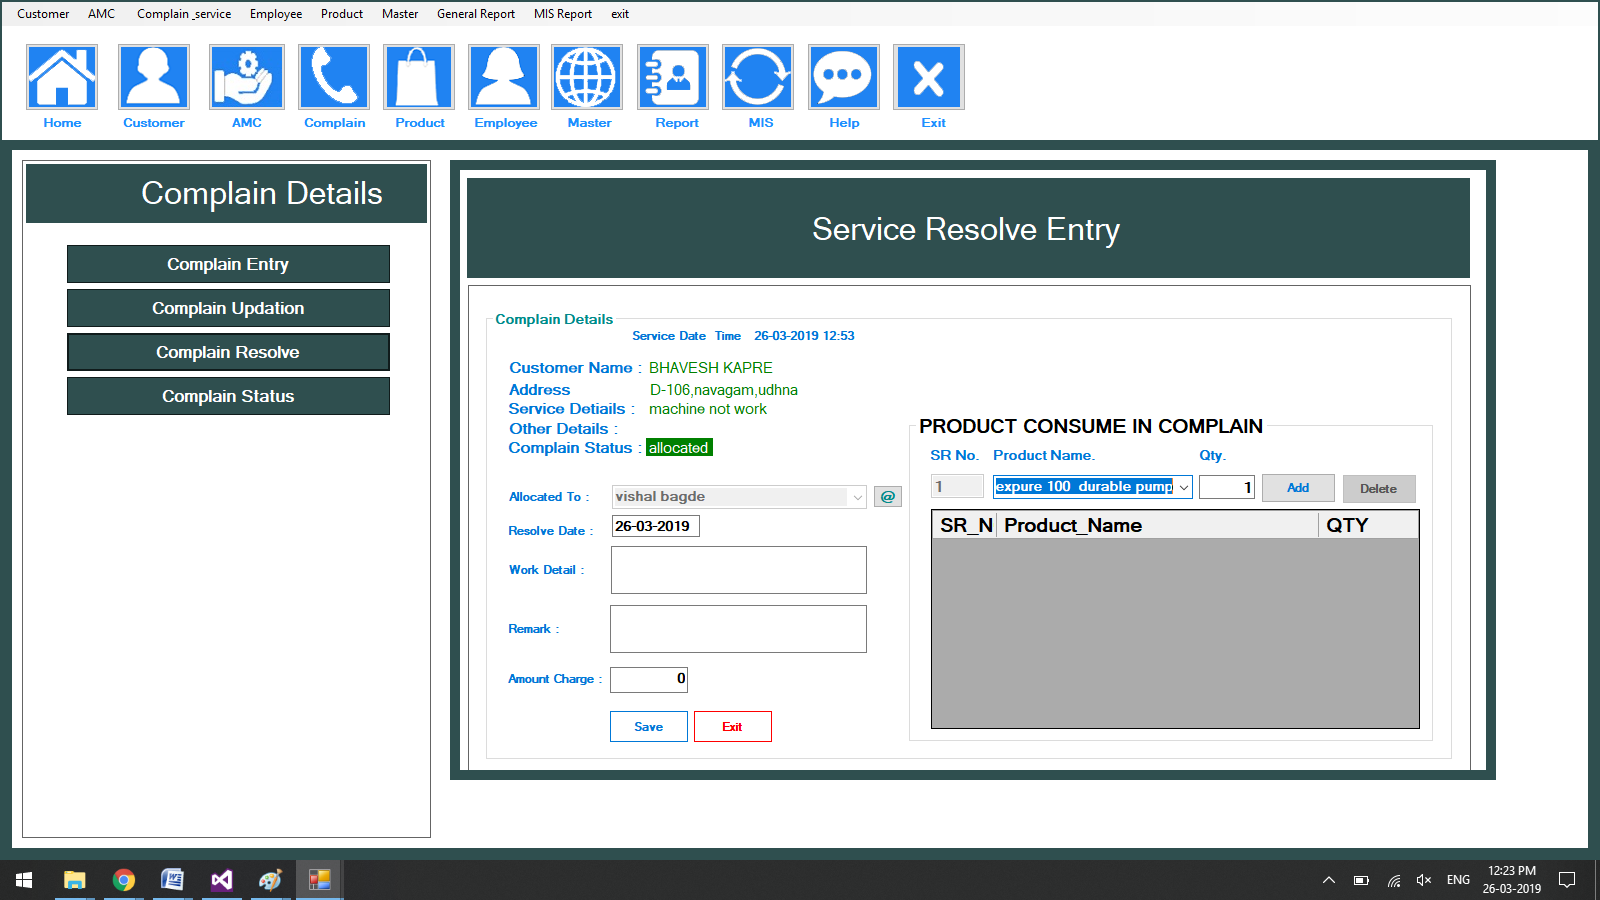 Customer AMC Complain _service Employee Product Master General Report MIS Report exit
Home Customer AMC Complain Product Employee Master Report MIS Help Exit
Complain Details
Complain Entry
Complain Updation
Complain Resolve
Complain Status
Service Resolve Entry
Complain Details
Service Date Time 26-03-2019 12:53
Customer Name : BHAVESH KAPRE
Address D-106,navagam,udhna
Service Detiails : machine not work
Other Details :
Complain Status : allocated
Allocated To : vishal bagde @
Resolve Date : 26-03-2019
Work Detail :
Remark :
Amount Charge : 0
Save Exit
PRODUCT CONSUME IN COMPLAIN
SR No. Product Name. Qty.
1 expure 100 durable pump 1 Add Delete
SR_N Product_Name QTY
ENG 12:23 PM
26-03-2019